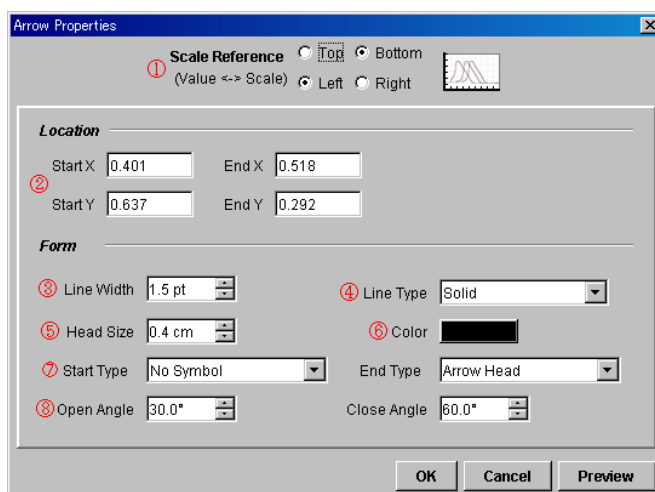 Arrow Properties
① Scale Reference Top Bottom
(Value <-> Scale) Left Right
Location
② Start X 0.401 End X 0.518
Start Y 0.637 End Y 0.292
Form
③ Line Width 1.5 pt ④ Line Type Solid
⑤ Head Size 0.4 cm ⑥ Color
⑦ Start Type No Symbol End Type Arrow Head
⑧ Open Angle 30.0° Close Angle 60.0°
OK Cancel Preview